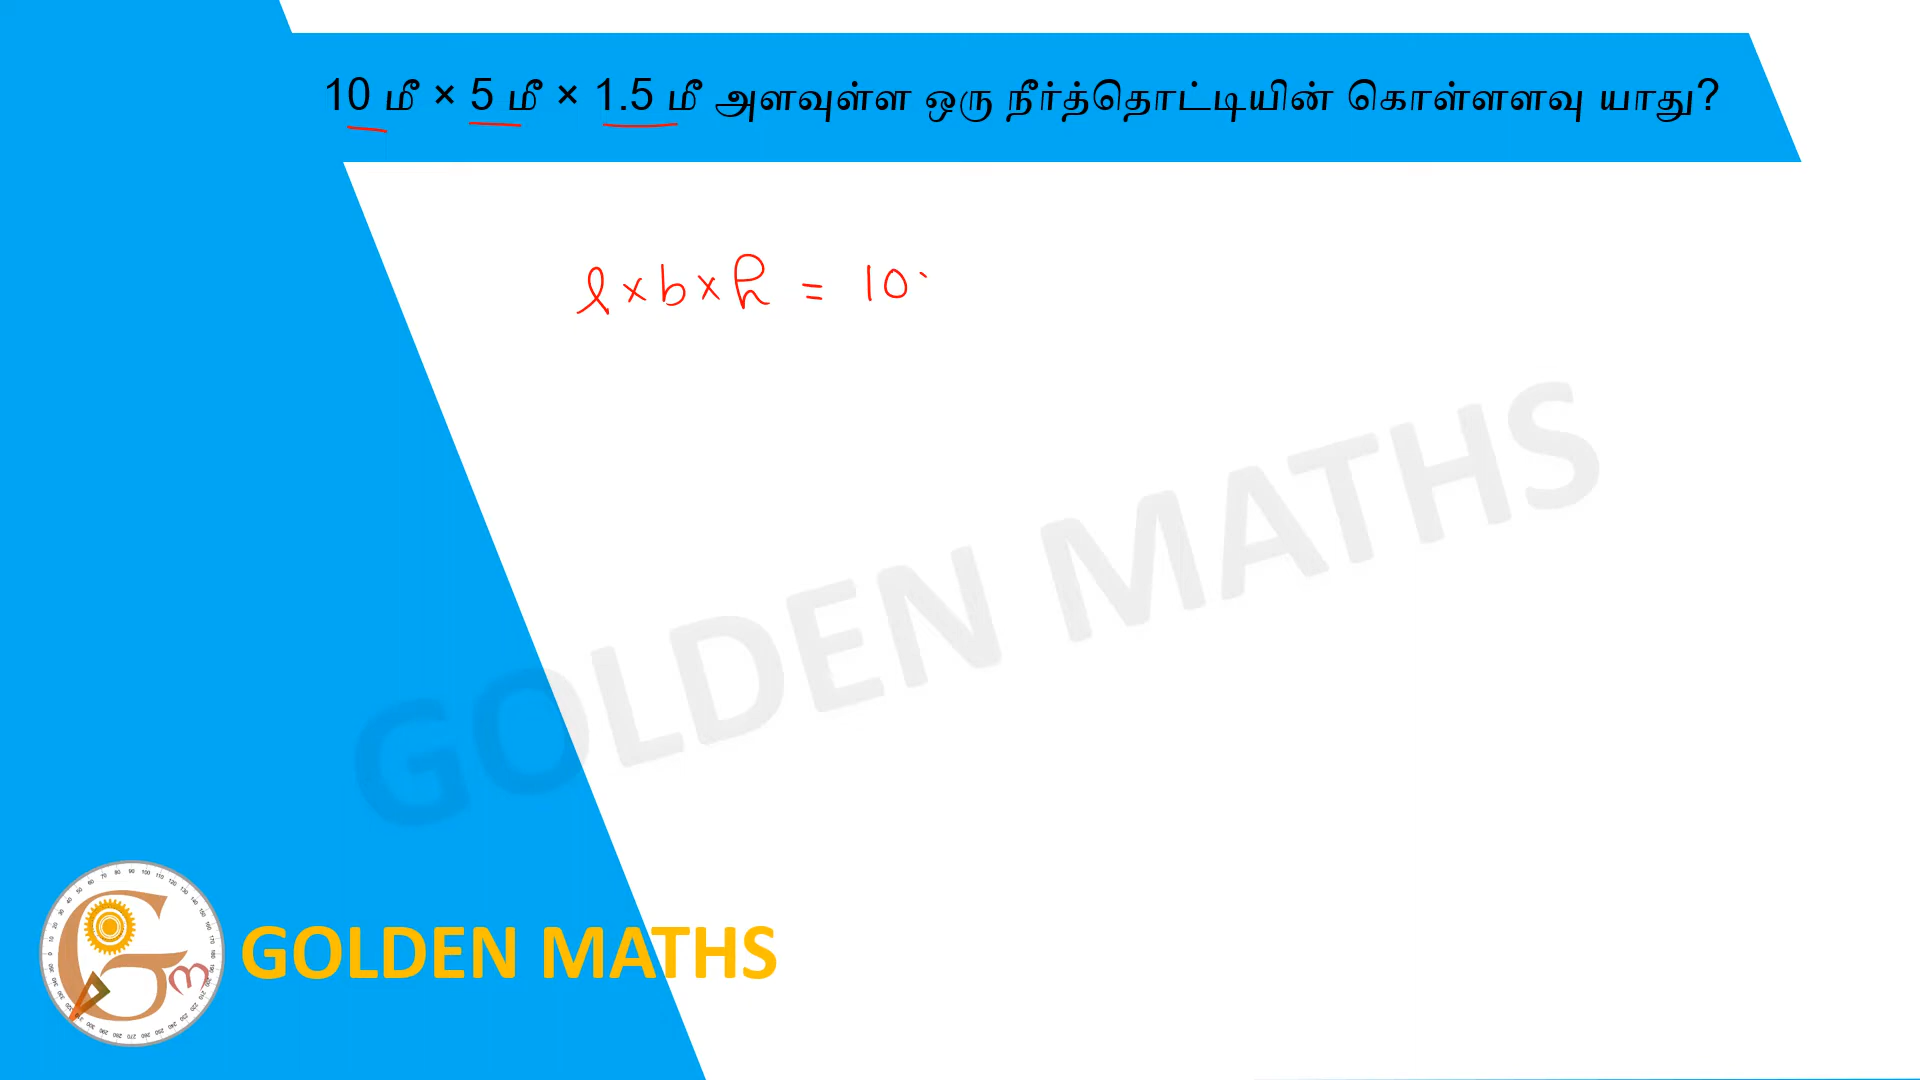 10 மீ × 5 மீ × 1.5 மீ அளவுள்ள ஒரு நீர்த்தொட்டியின் கொள்ளளவு யாது?
l×b×h = 10
GOLDEN MATHS
GOLDEN MATHS